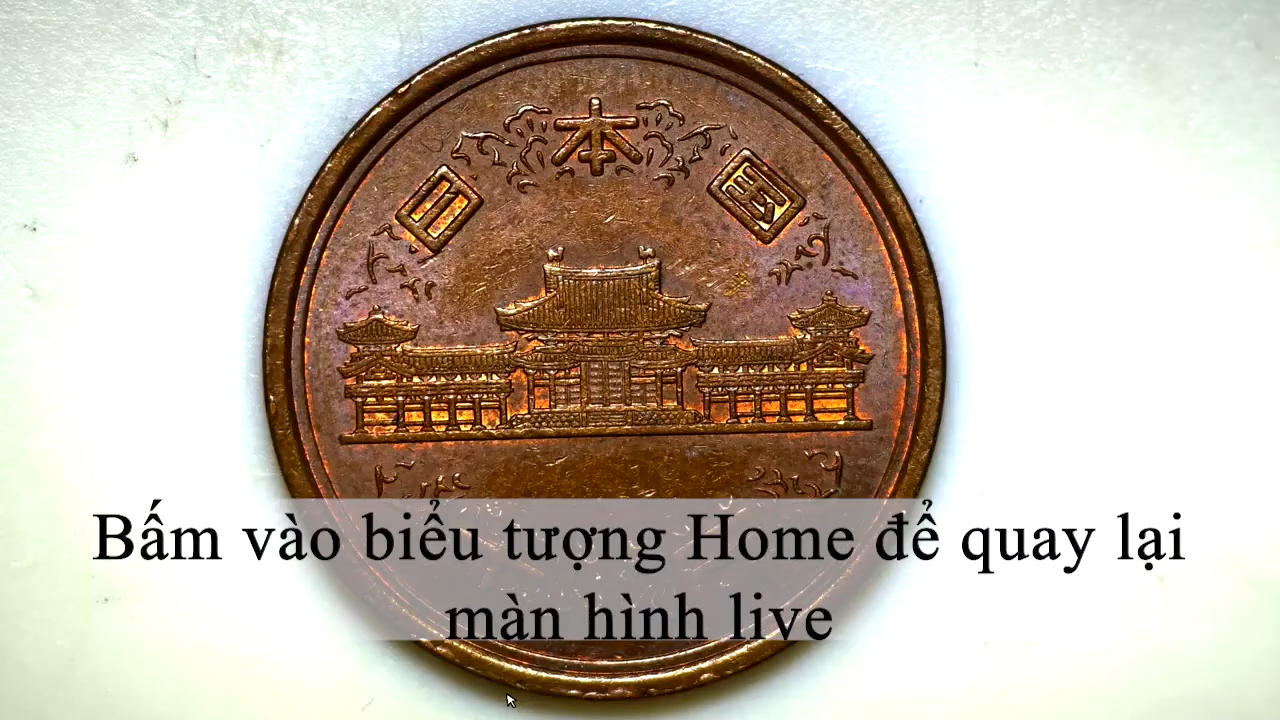 日本国
Bấm vào biểu tượng Home để quay lại
màn hình live